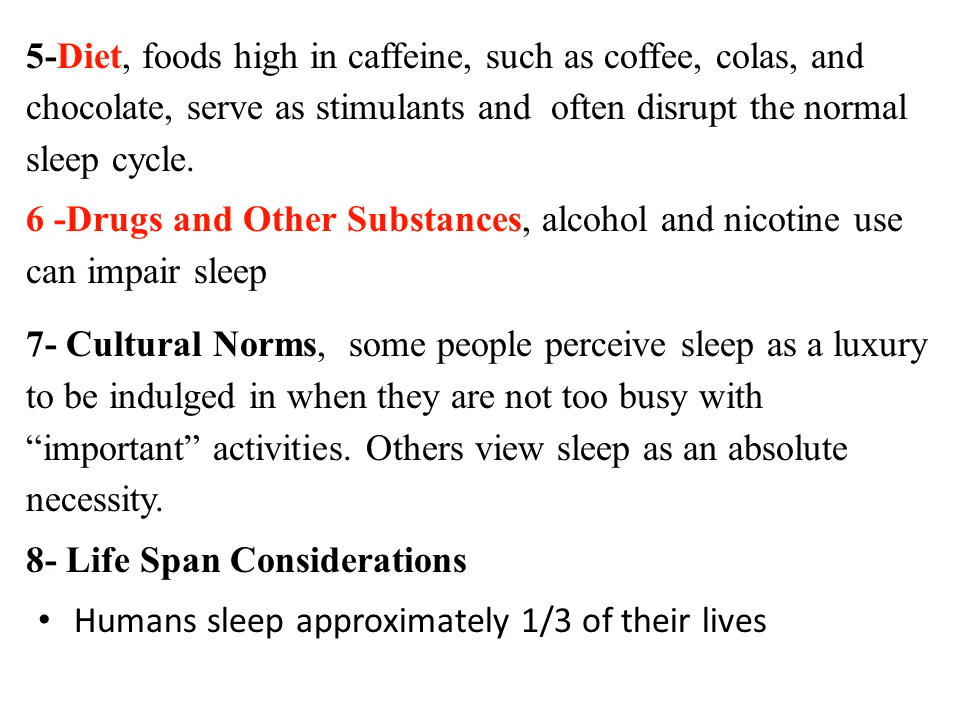 5-Diet, foods high in caffeine, such as coffee, colas, and
chocolate, serve as stimulants and  often disrupt the normal
sleep cycle.
6 -Drugs and Other Substances, alcohol and nicotine use
can impair sleep
7- Cultural Norms,  some people perceive sleep as a luxury
to be indulged in when they are not too busy with
“important” activities. Others view sleep as an absolute
necessity.
8- Life Span Considerations
• Humans sleep approximately 1/3 of their lives